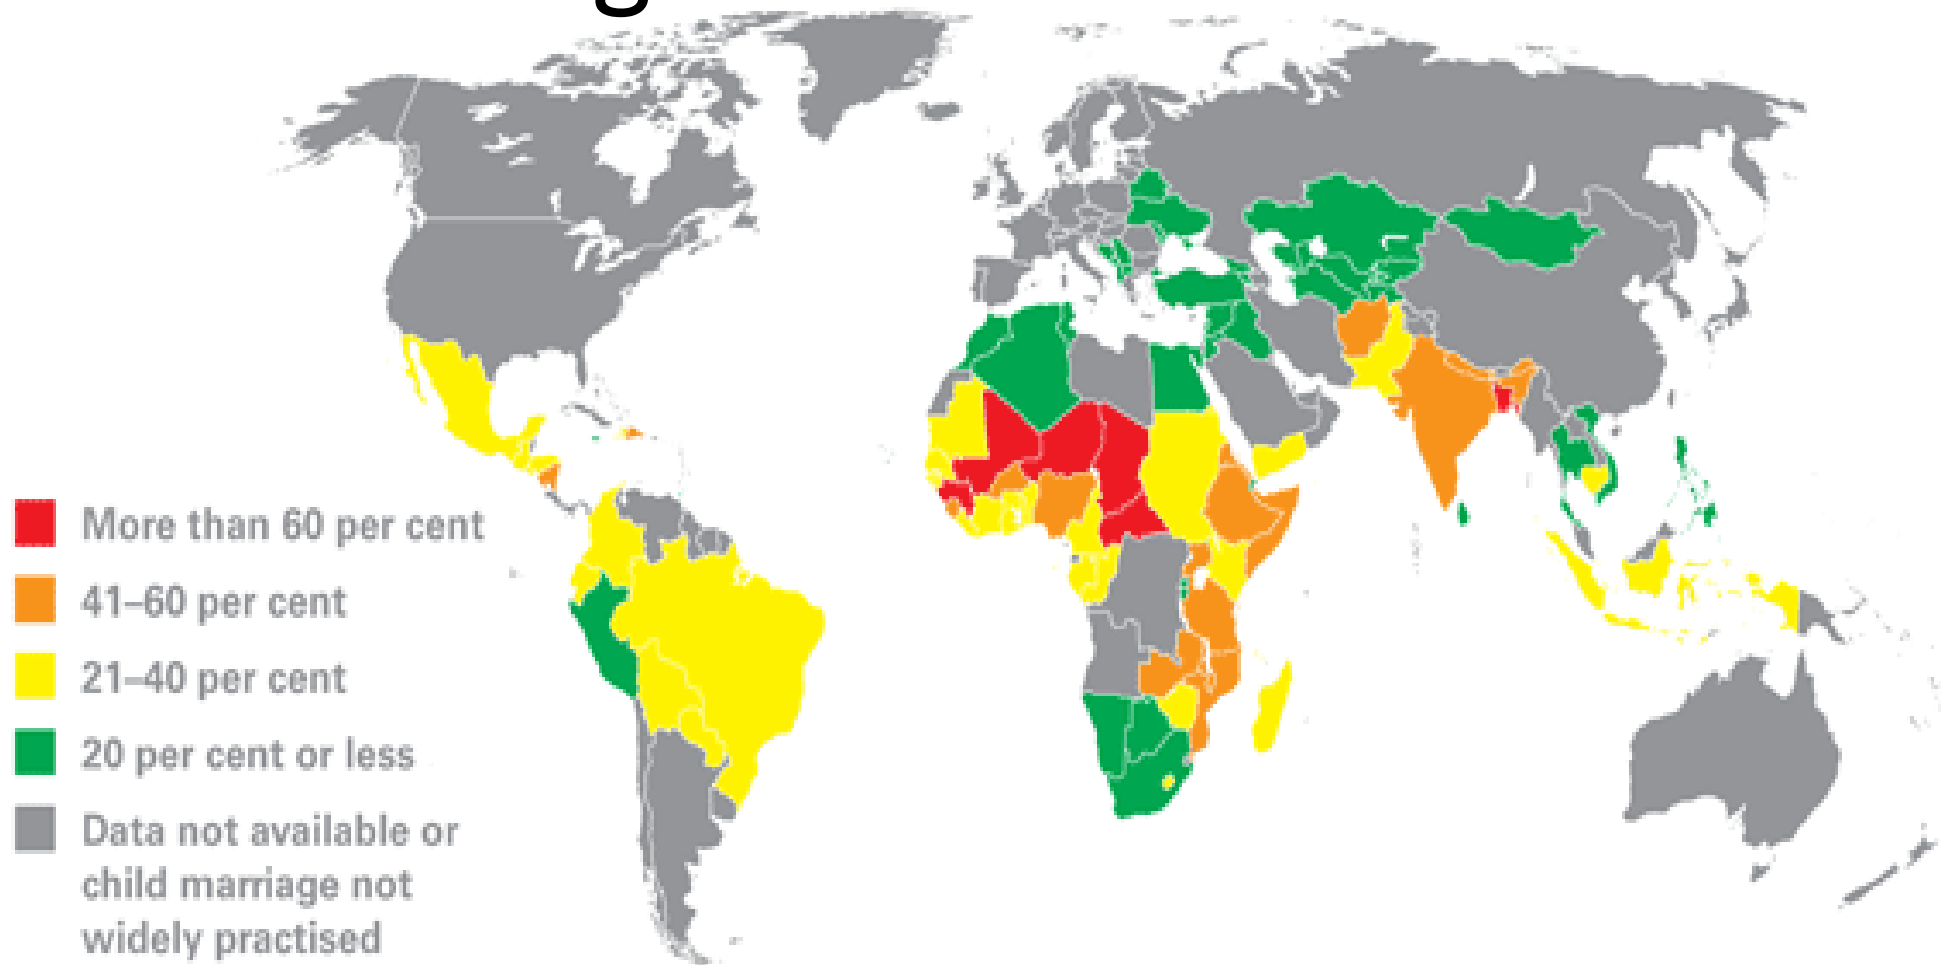 g
More than 60 per cent
41–60 per cent
21–40 per cent
20 per cent or less
Data not available or
child marriage not
widely practised